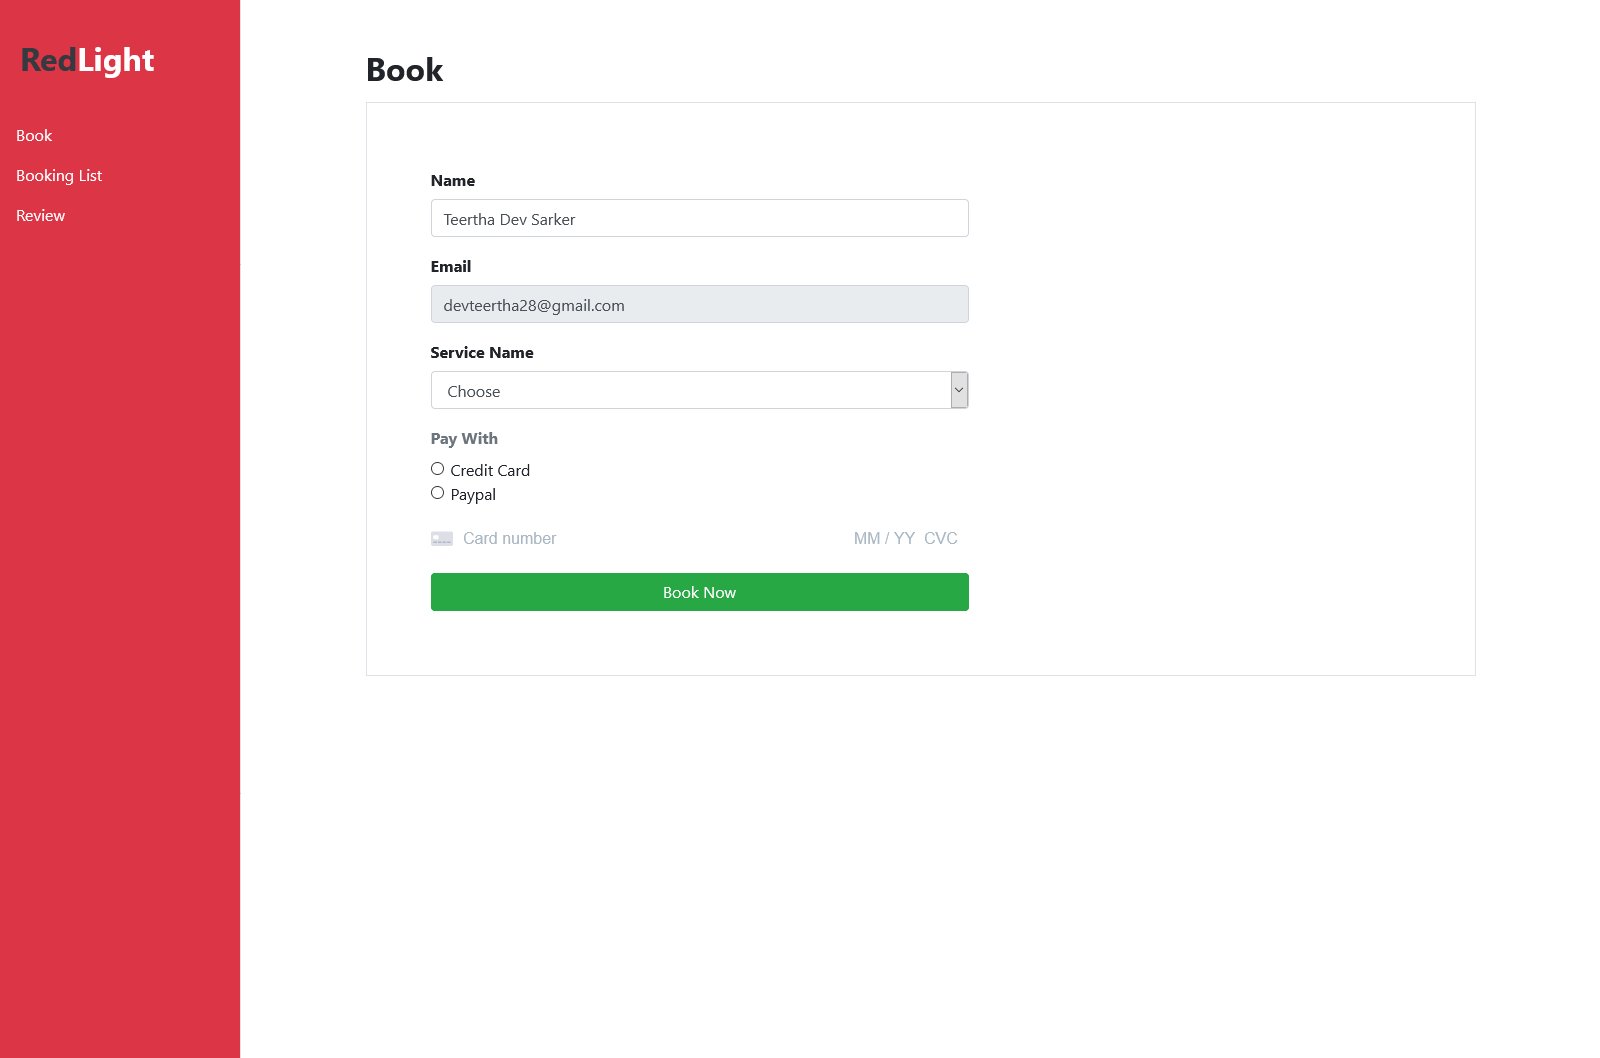 RedLight
Book
Booking List
Review
Book
Name
Teertha Dev Sarker
Email
devteertha28@gmail.com
Service Name
Choose
Pay With
Credit Card
Paypal
Card number MM / YY CVC
Book Now